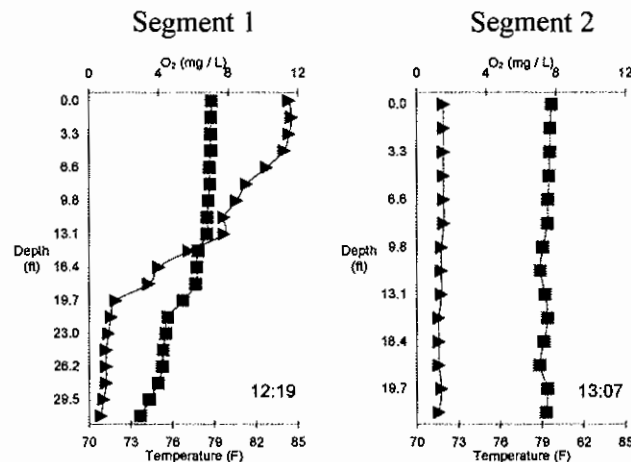 Segment 1
O₂ (mg / L)
0 4 8 12
0.0
3.3
6.6
9.8
13.1
Depth
(ft)
16.4
19.7
23.0
26.2
29.5
12:19
70 73 76 79 82 85
Temperature (F)
Segment 2
O₂ (mg / L)
0 4 8 12
0.0
3.3
6.6
9.8
Depth
(ft)
13.1
18.4
19.7
13:07
70 73 76 79 82 85
Temperature (F)